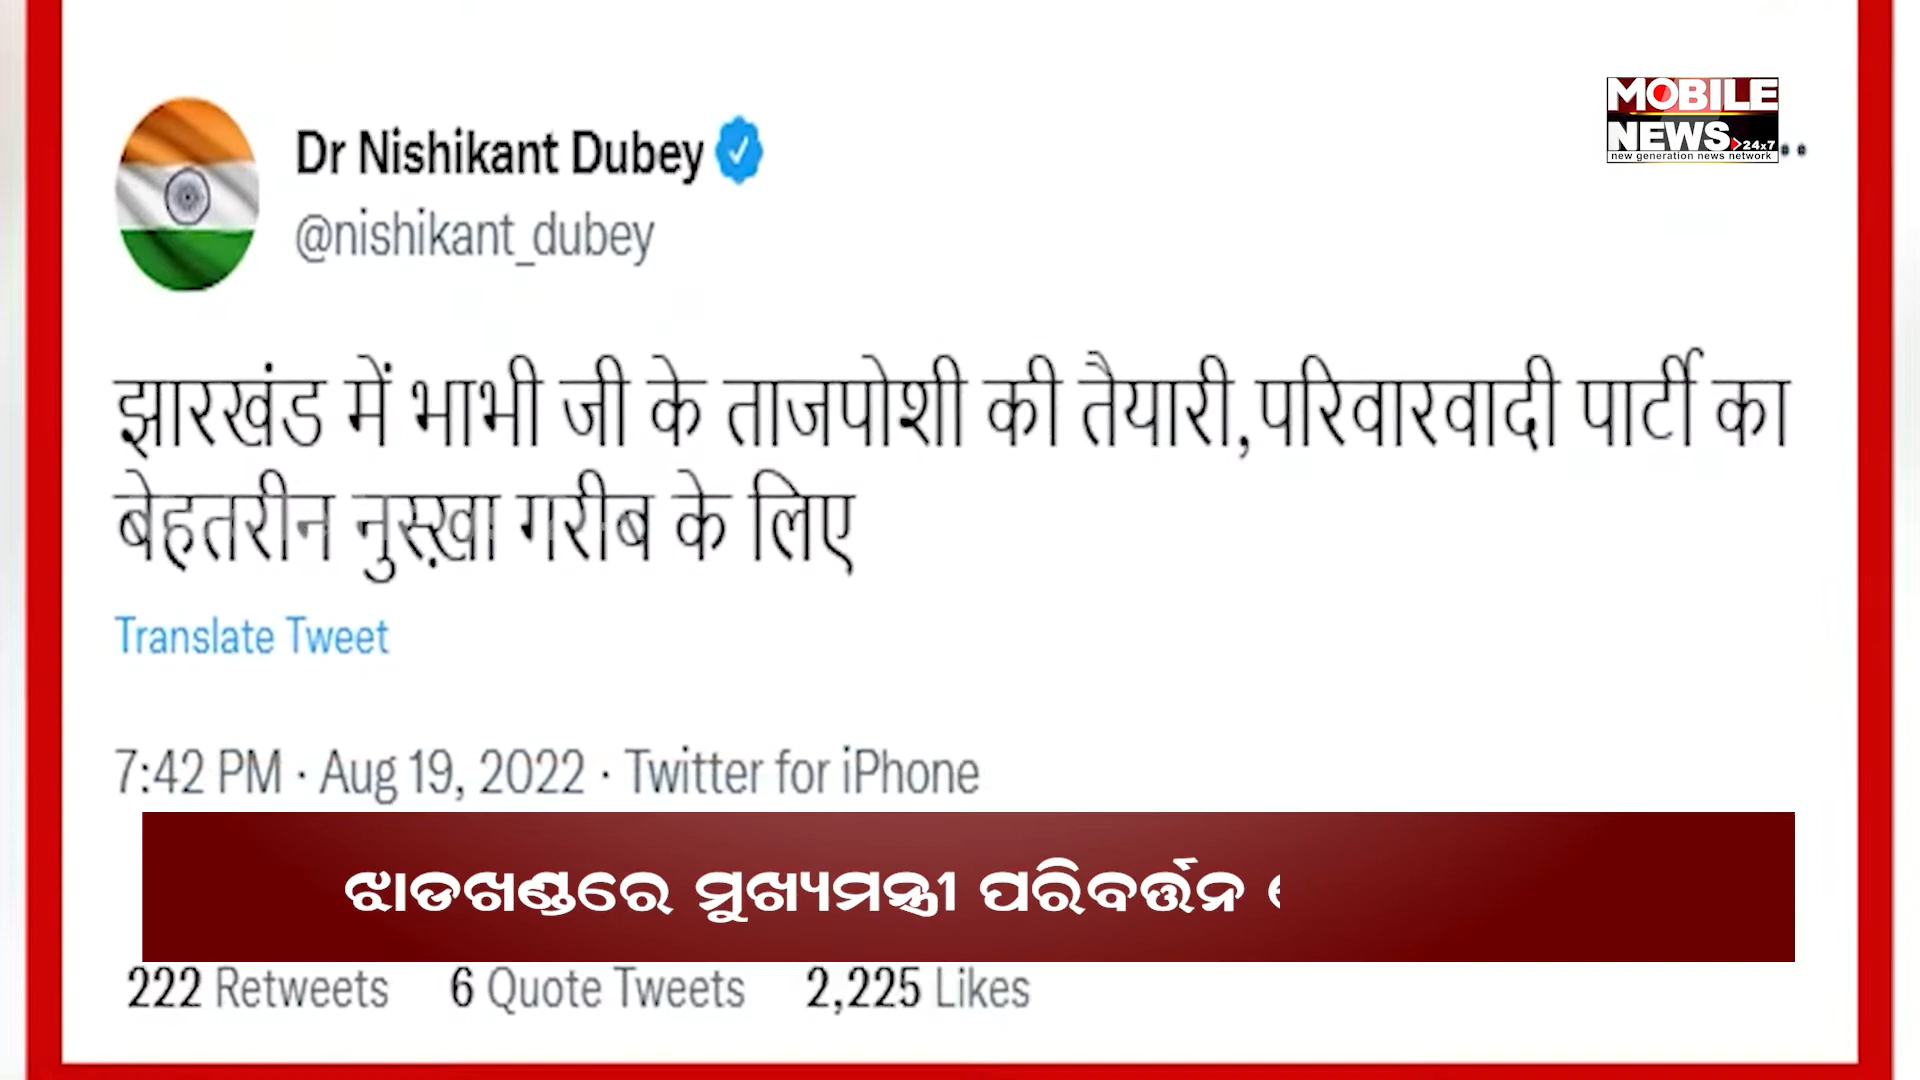 MOBILE
NEWS 24x7
new generation news network
Dr Nishikant Dubey
@nishikant_dubey
झारखंड में भाभी जी के ताजपोशी की तैयारी,परिवारवादी पार्टी का
बेहतरीन नुस्ख़ा गरीब के लिए
Translate Tweet
7:42 PM · Aug 19, 2022 · Twitter for iPhone
ଝାଡଖଣ୍ଡରେ ମୁଖ୍ୟମନ୍ତ୍ରୀ ପରିବର୍ତ୍ତନ
222 Retweets 6 Quote Tweets 2,225 Likes